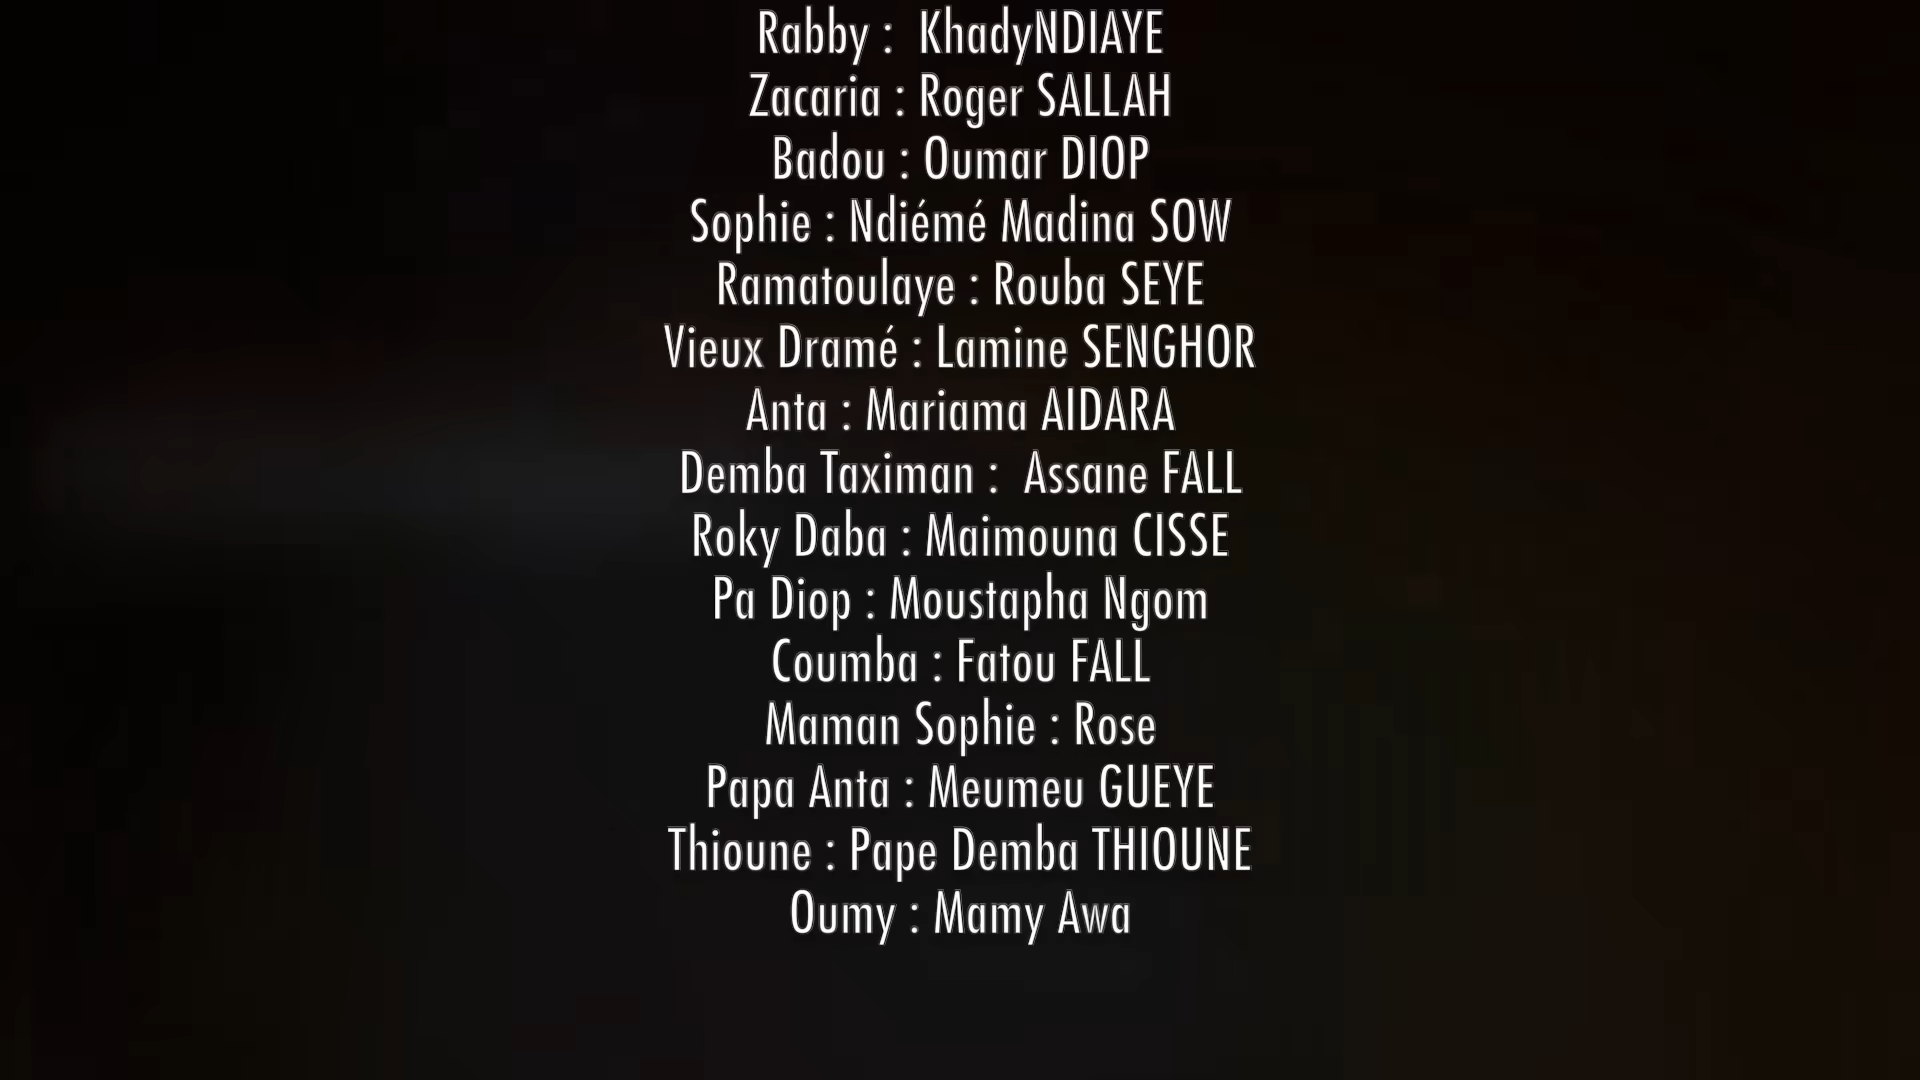 Rabby :  KhadyNDIAYE
Zacaria : Roger SALLAH
Badou : Oumar DIOP
Sophie : Ndiémé Madina SOW
Ramatoulaye : Rouba SEYE
Vieux Dramé : Lamine SENGHOR
Anta : Mariama AIDARA
Demba Taximan :  Assane FALL
Roky Daba : Maimouna CISSE
Pa Diop : Moustapha Ngom
Coumba : Fatou FALL
Maman Sophie : Rose
Papa Anta : Meumeu GUEYE
Thioune : Pape Demba THIOUNE
Oumy : Mamy Awa